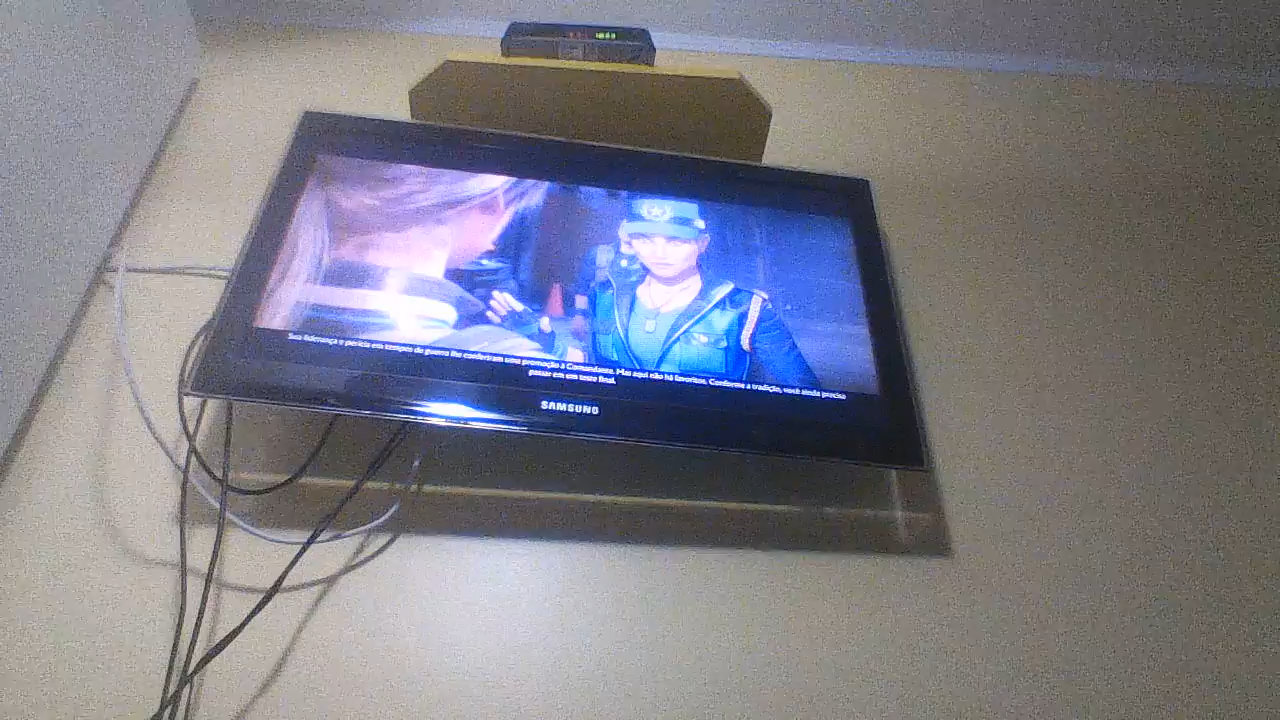 Sua liderança e perícia em tempos de guerra lhe conferiram uma promoção à Comandante. Mas aqui não há favoritos. Conforme a tradição, você ainda precisa
passar em um teste final.
SAMSUNG